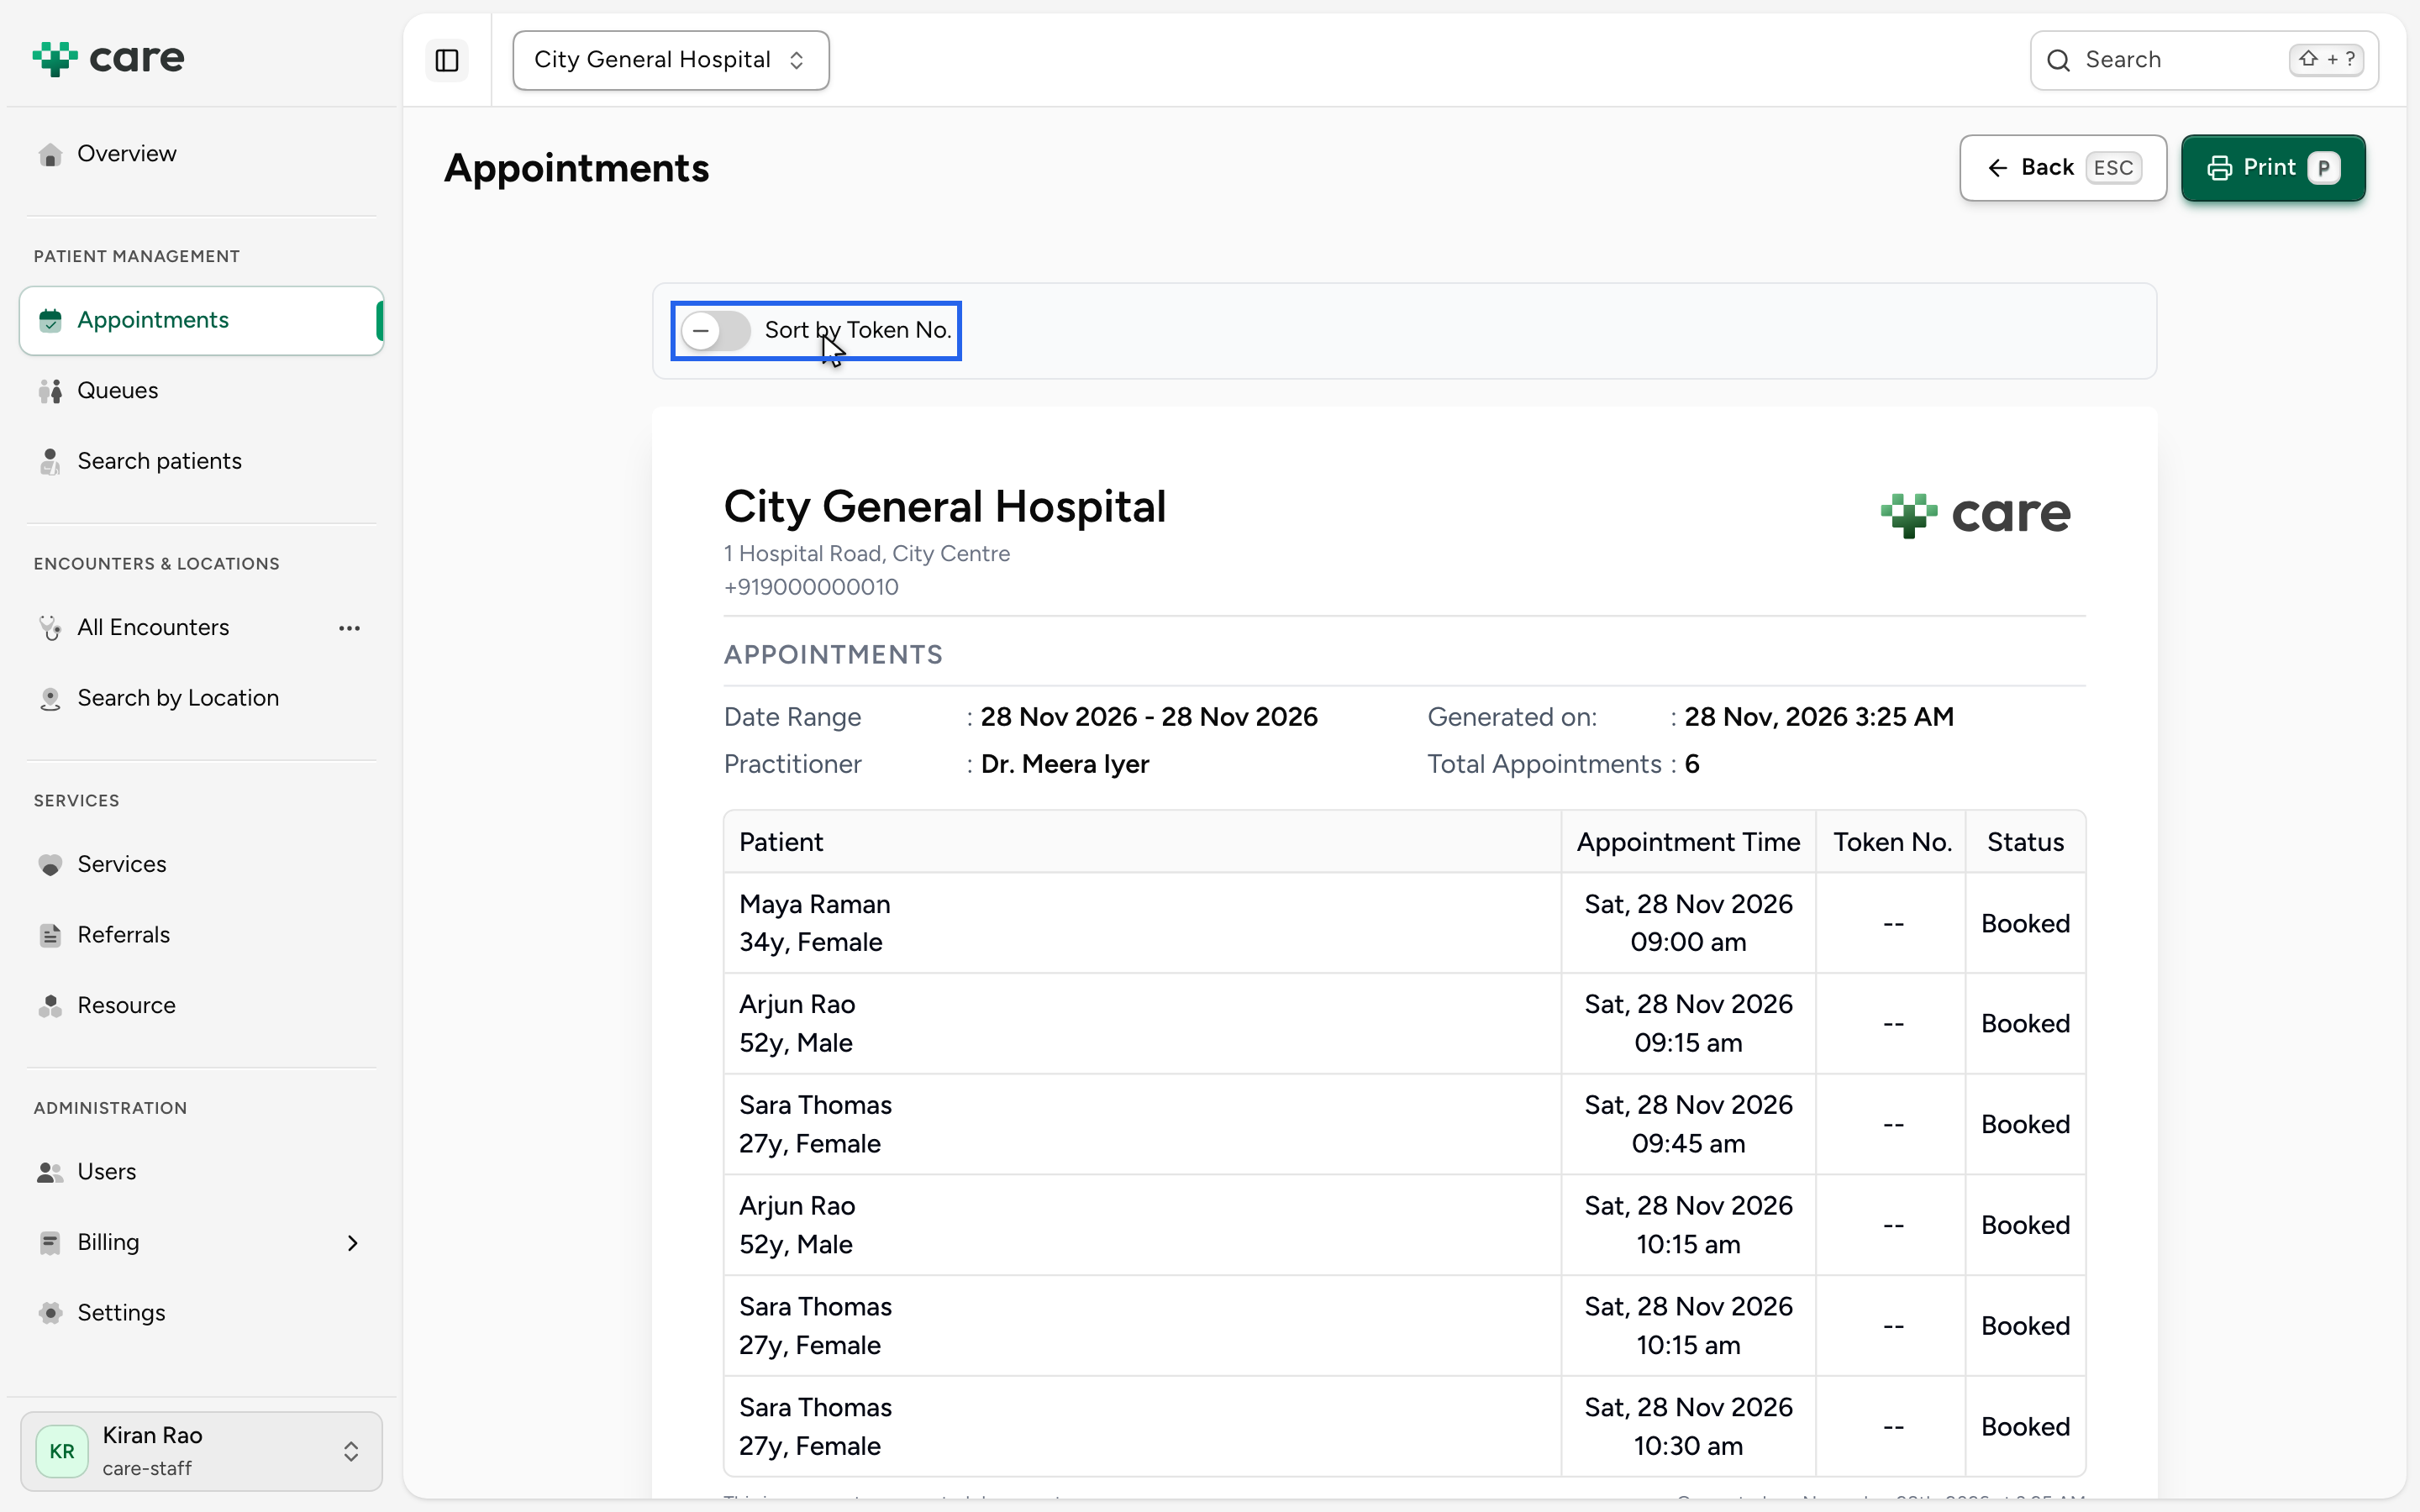 care
City General Hospital
Search
+ ?
Overview
Appointments
Back ESC
Print P
PATIENT MANAGEMENT
Appointments
Queues
Search patients
Sort by Token No.
ENCOUNTERS & LOCATIONS
All Encounters
Search by Location
SERVICES
Services
Referrals
Resource
ADMINISTRATION
Users
Billing
Settings
KR
Kiran Rao
care-staff
City General Hospital
care
1 Hospital Road, City Centre
+919000000010
APPOINTMENTS
Date Range : 28 Nov 2026 - 28 Nov 2026 Generated on: : 28 Nov, 2026 3:25 AM
Practitioner : Dr. Meera Iyer Total Appointments : 6
Patient Appointment Time Token No. Status
Maya Raman
34y, Female
Sat, 28 Nov 2026
09:00 am
--
Booked
Arjun Rao
52y, Male
Sat, 28 Nov 2026
09:15 am
--
Booked
Sara Thomas
27y, Female
Sat, 28 Nov 2026
09:45 am
--
Booked
Arjun Rao
52y, Male
Sat, 28 Nov 2026
10:15 am
--
Booked
Sara Thomas
27y, Female
Sat, 28 Nov 2026
10:15 am
--
Booked
Sara Thomas
27y, Female
Sat, 28 Nov 2026
10:30 am
--
Booked